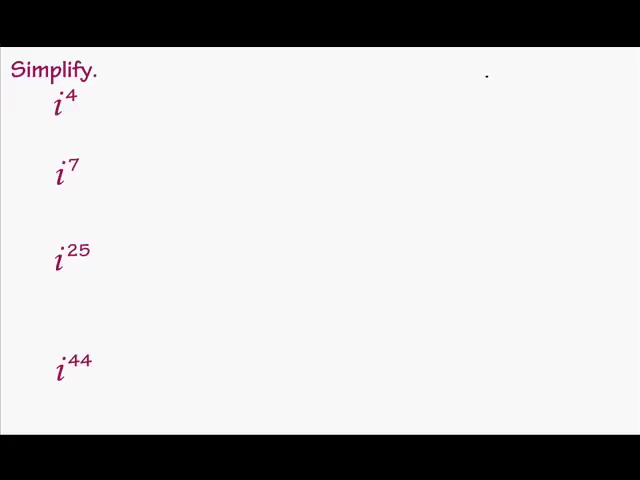 Simplify.
i⁴
i⁷
i²⁵
i⁴⁴